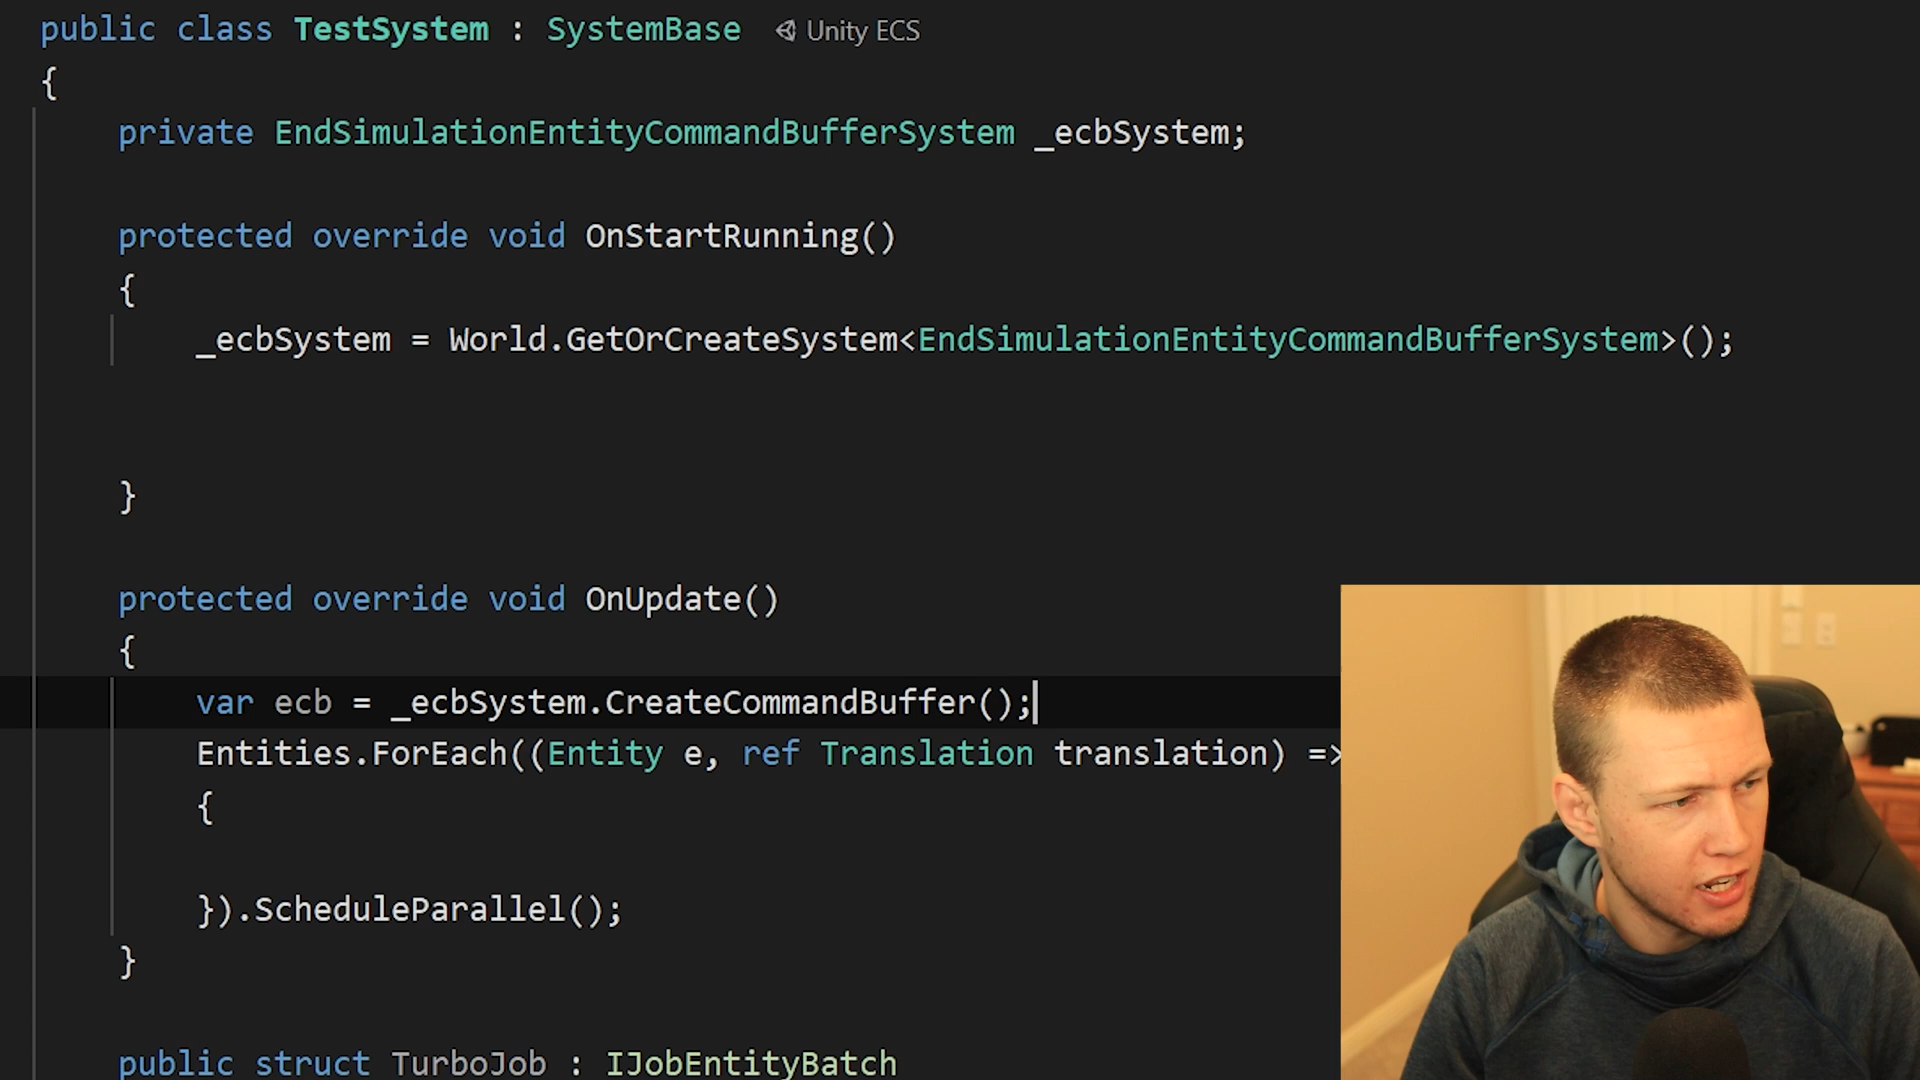 public class TestSystem : SystemBase Unity ECS
{
private EndSimulationEntityCommandBufferSystem _ecbSystem;
protected override void OnStartRunning()
{
_ecbSystem = World.GetOrCreateSystem<EndSimulationEntityCommandBufferSystem>();
}
protected override void OnUpdate()
{
var ecb = _ecbSystem.CreateCommandBuffer();
Entities.ForEach((Entity e, ref Translation translation) =>
{
}).ScheduleParallel();
}
public struct TurboJob : IJobEntityBatch